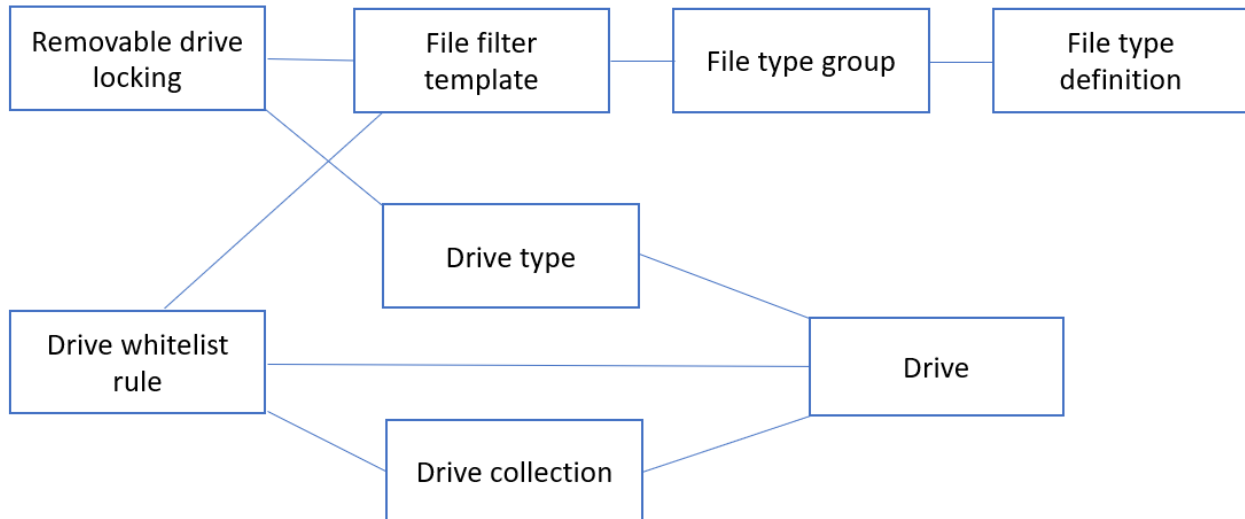 Removable drive
locking
File filter
template
File type group
File type
definition
Drive type
Drive whitelist
rule
Drive
Drive collection